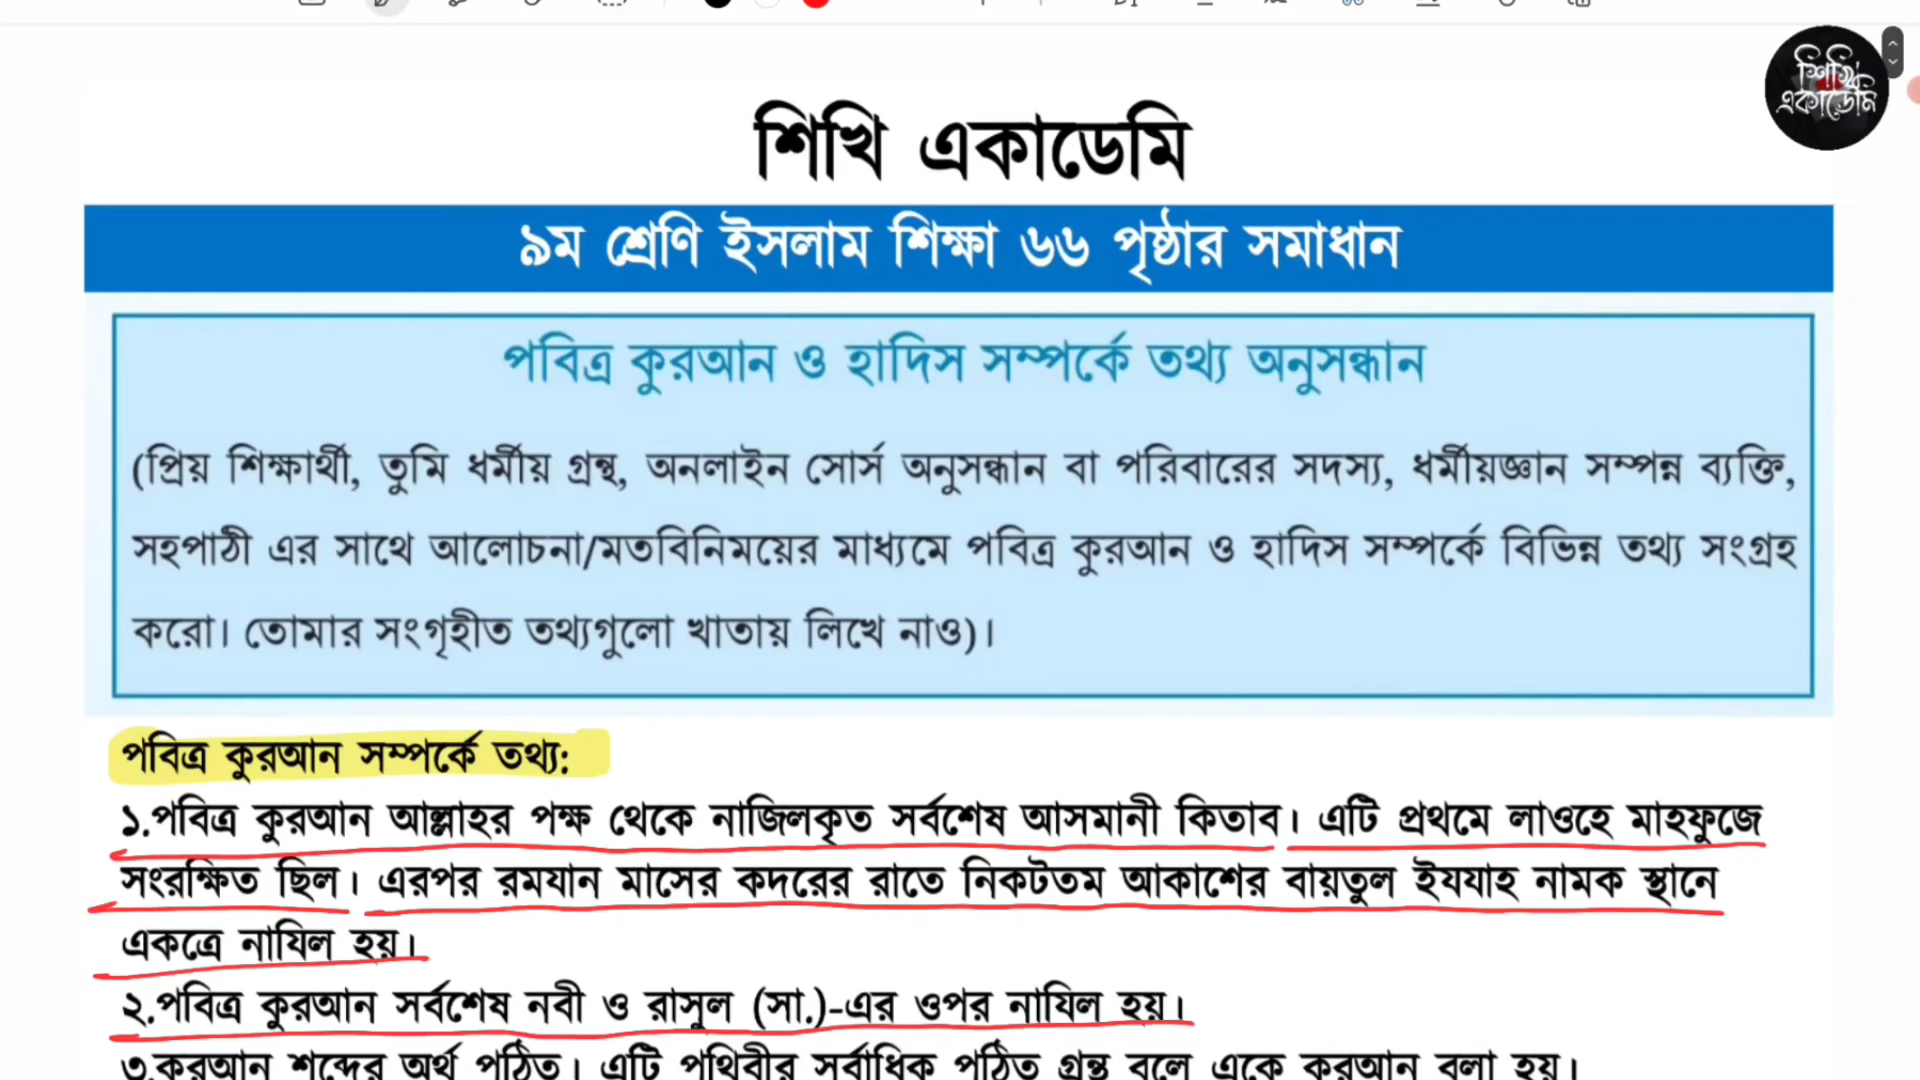 শিখি একাডেমি
শিখি একাডেমি
৯ম শ্রেণি ইসলাম শিক্ষা ৬৬ পৃষ্ঠার সমাধান
পবিত্র কুরআন ও হাদিস সম্পর্কে তথ্য অনুসন্ধান
(প্রিয় শিক্ষার্থী, তুমি ধর্মীয় গ্রন্থ, অনলাইন সোর্স অনুসন্ধান বা পরিবারের সদস্য, ধর্মীয়জ্ঞান সম্পন্ন ব্যক্তি,
সহপাঠী এর সাথে আলোচনা/মতবিনিময়ের মাধ্যমে পবিত্র কুরআন ও হাদিস সম্পর্কে বিভিন্ন তথ্য সংগ্রহ
করো। তোমার সংগৃহীত তথ্যগুলো খাতায় লিখে নাও)।
পবিত্র কুরআন সম্পর্কে তথ্য:
১.পবিত্র কুরআন আল্লাহর পক্ষ থেকে নাজিলকৃত সর্বশেষ আসমানী কিতাব। এটি প্রথমে লাওহে মাহফুজে
সংরক্ষিত ছিল। এরপর রমযান মাসের কদরের রাতে নিকটতম আকাশের বায়তুল ইযযাহ নামক স্থানে
একত্রে নাযিল হয়।
২.পবিত্র কুরআন সর্বশেষ নবী ও রাসুল (সা.)-এর ওপর নাযিল হয়।
৩.কুরআন শব্দের অর্থ পঠিত। এটি পৃথিবীর সর্বাধিক পঠিত গ্রন্থ বলে একে কুরআন বলা হয়।